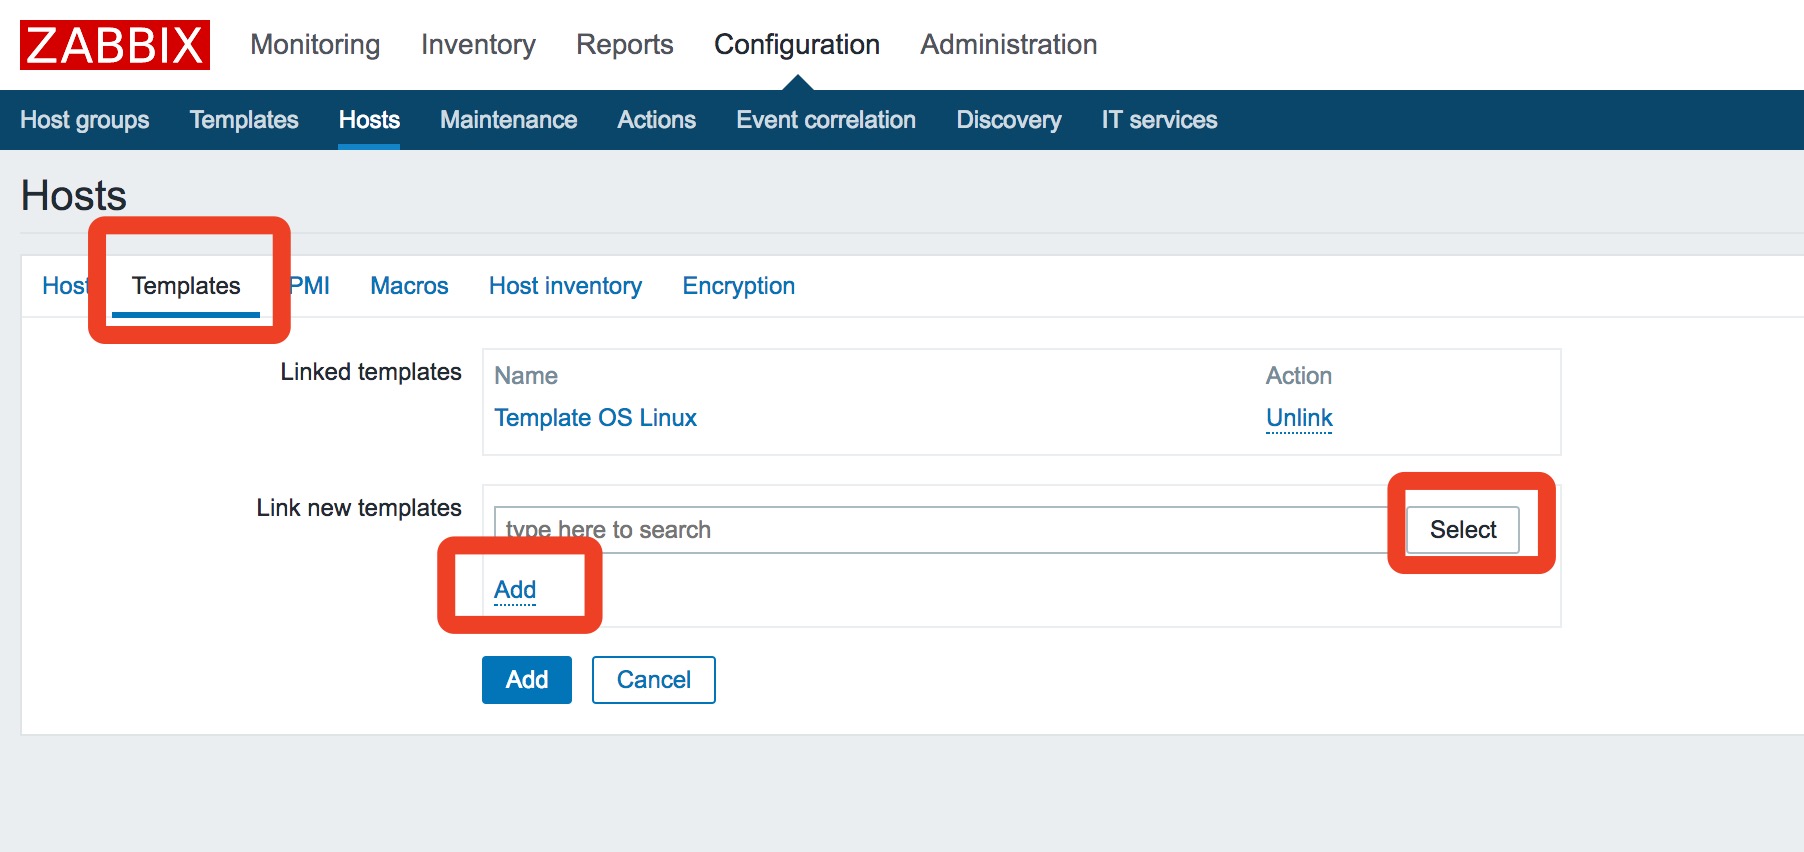 ZABBIX Monitoring Inventory Reports Configuration Administration
Host groups Templates Hosts Maintenance Actions Event correlation Discovery IT services
Hosts
Host Templates PMI Macros Host inventory Encryption
Linked templates Name Action
Template OS Linux Unlink
Link new templates
type here to search Select
Add
Add Cancel